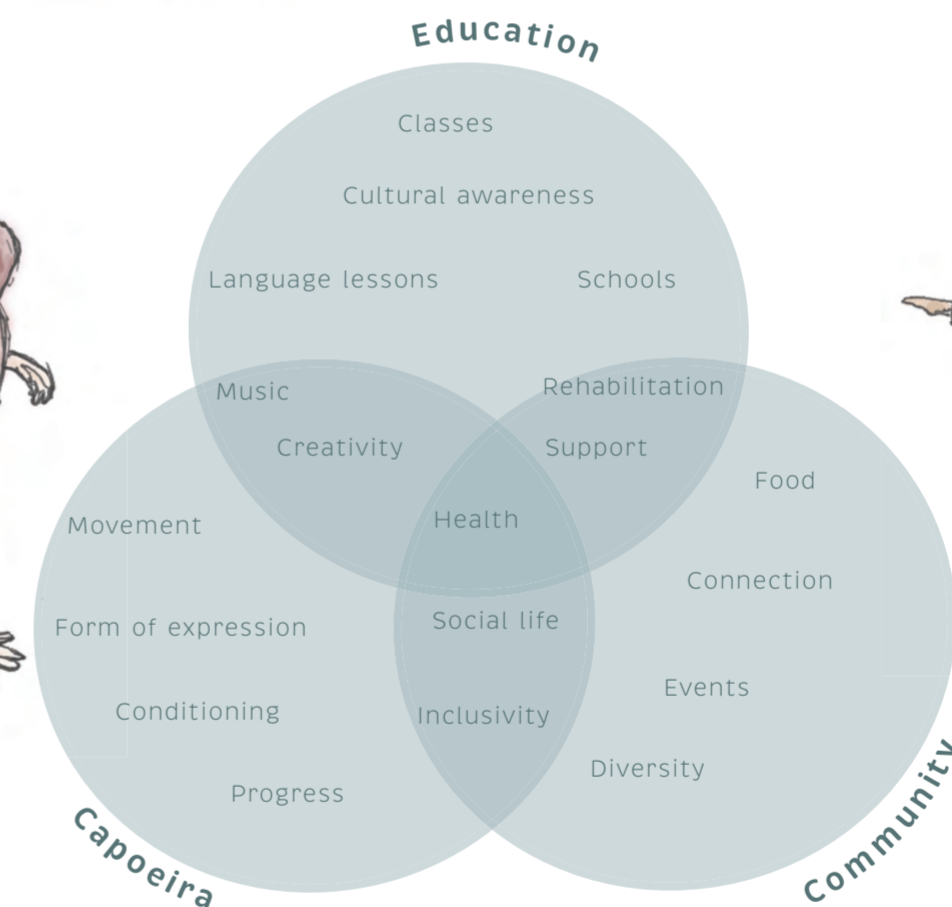 Education
Classes
Cultural awareness
Language lessons
Schools
Music
Rehabilitation
Creativity
Support
Food
Health
Movement
Connection
Social life
Form of expression
Events
Conditioning
Inclusivity
Diversity
Progress
Capoeira
Community